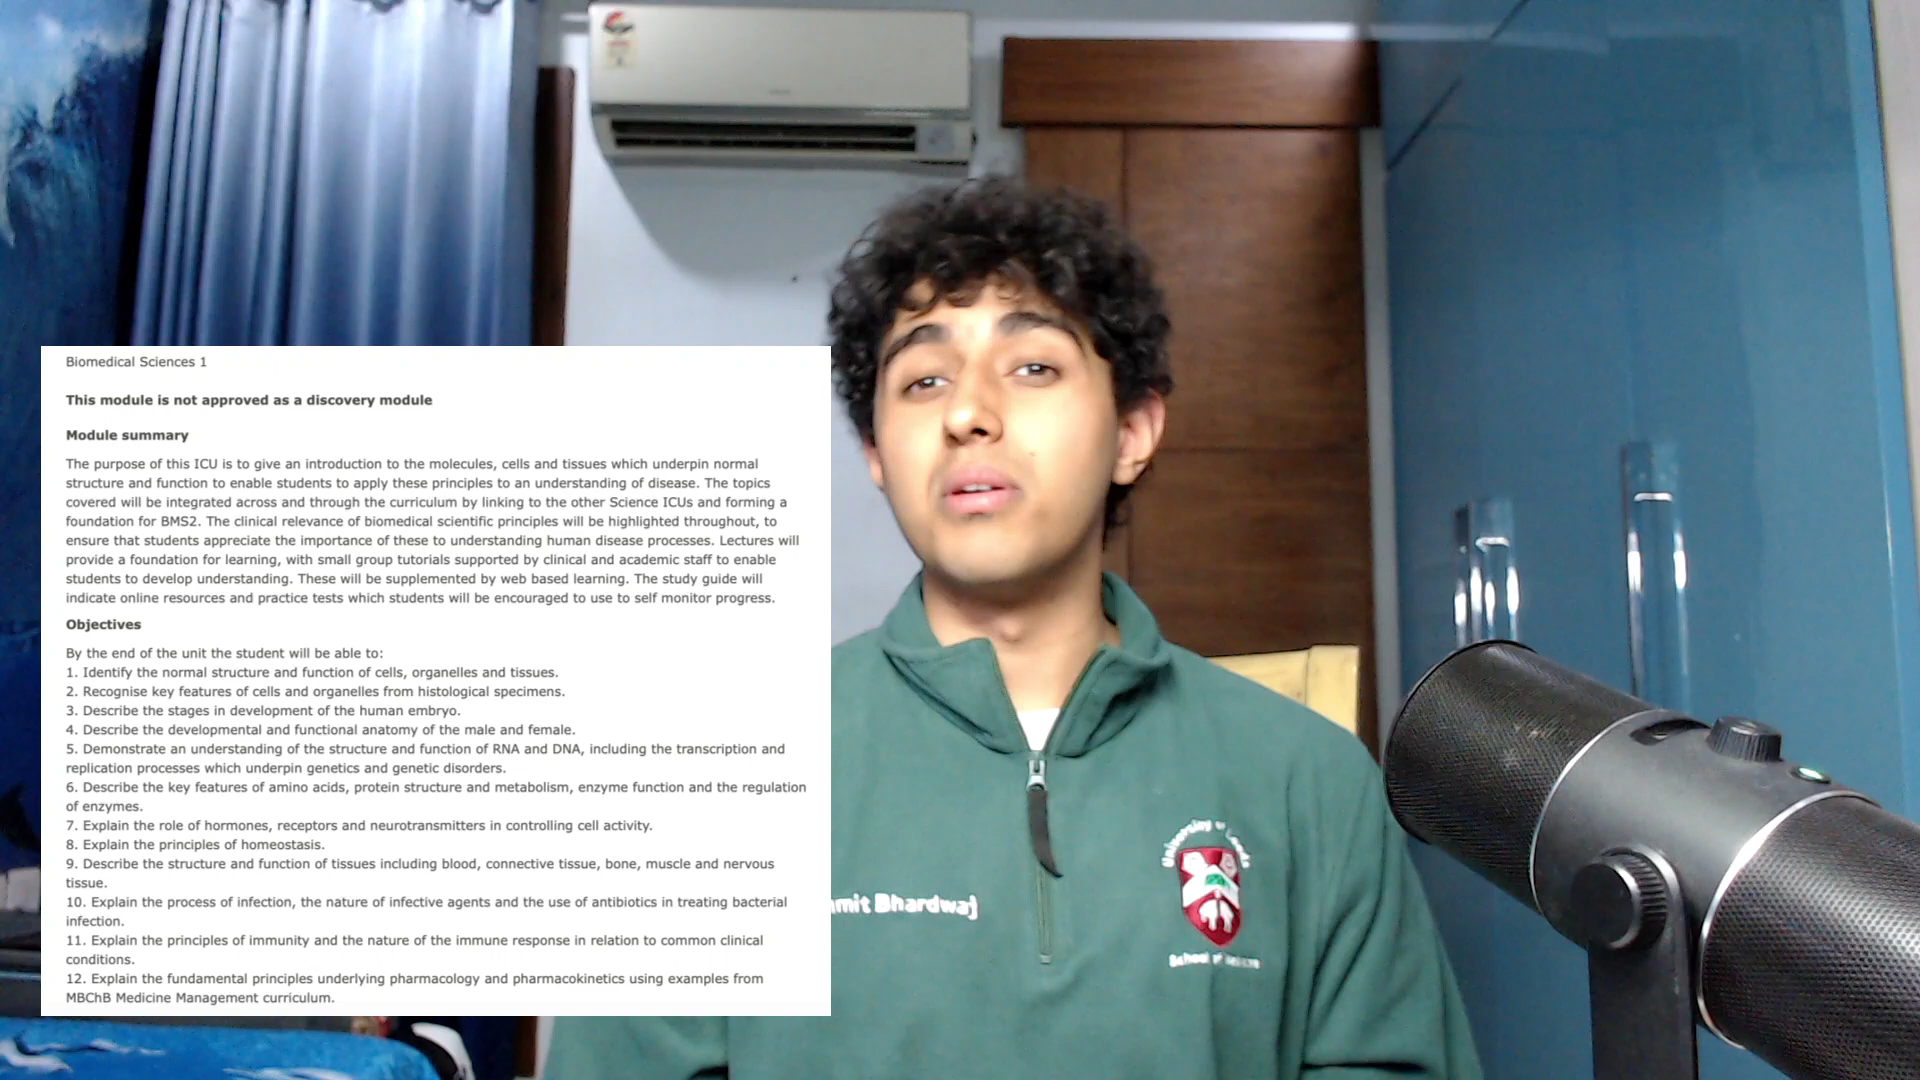 Biomedical Sciences 1
This module is not approved as a discovery module
Module summary
The purpose of this ICU is to give an introduction to the molecules, cells and tissues which underpin normal
structure and function to enable students to apply these principles to an understanding of disease. The topics
covered will be integrated across and through the curriculum by linking to the other Science ICUs and forming a
foundation for BMS2. The clinical relevance of biomedical scientific principles will be highlighted throughout, to
ensure that students appreciate the importance of these to understanding human disease processes. Lectures will
provide a foundation for learning, with small group tutorials supported by clinical and academic staff to enable
students to develop understanding. These will be supplemented by web based learning. The study guide will
indicate online resources and practice tests which students will be encouraged to use to self monitor progress.
Objectives
By the end of the unit the student will be able to:
1. Identify the normal structure and function of cells, organelles and tissues.
2. Recognise key features of cells and organelles from histological specimens.
3. Describe the stages in development of the human embryo.
4. Describe the developmental and functional anatomy of the male and female.
5. Demonstrate an understanding of the structure and function of RNA and DNA, including the transcription and
replication processes which underpin genetics and genetic disorders.
6. Describe the key features of amino acids, protein structure and metabolism, enzyme function and the regulation
of enzymes.
7. Explain the role of hormones, receptors and neurotransmitters in controlling cell activity.
8. Explain the principles of homeostasis.
9. Describe the structure and function of tissues including blood, connective tissue, bone, muscle and nervous
tissue.
10. Explain the process of infection, the nature of infective agents and the use of antibiotics in treating bacterial
infection.
11. Explain the principles of immunity and the nature of the immune response in relation to common clinical
conditions.
12. Explain the fundamental principles underlying pharmacology and pharmacokinetics using examples from
MBChB Medicine Management curriculum.
mit Bhardwaj
University of Leeds
School of